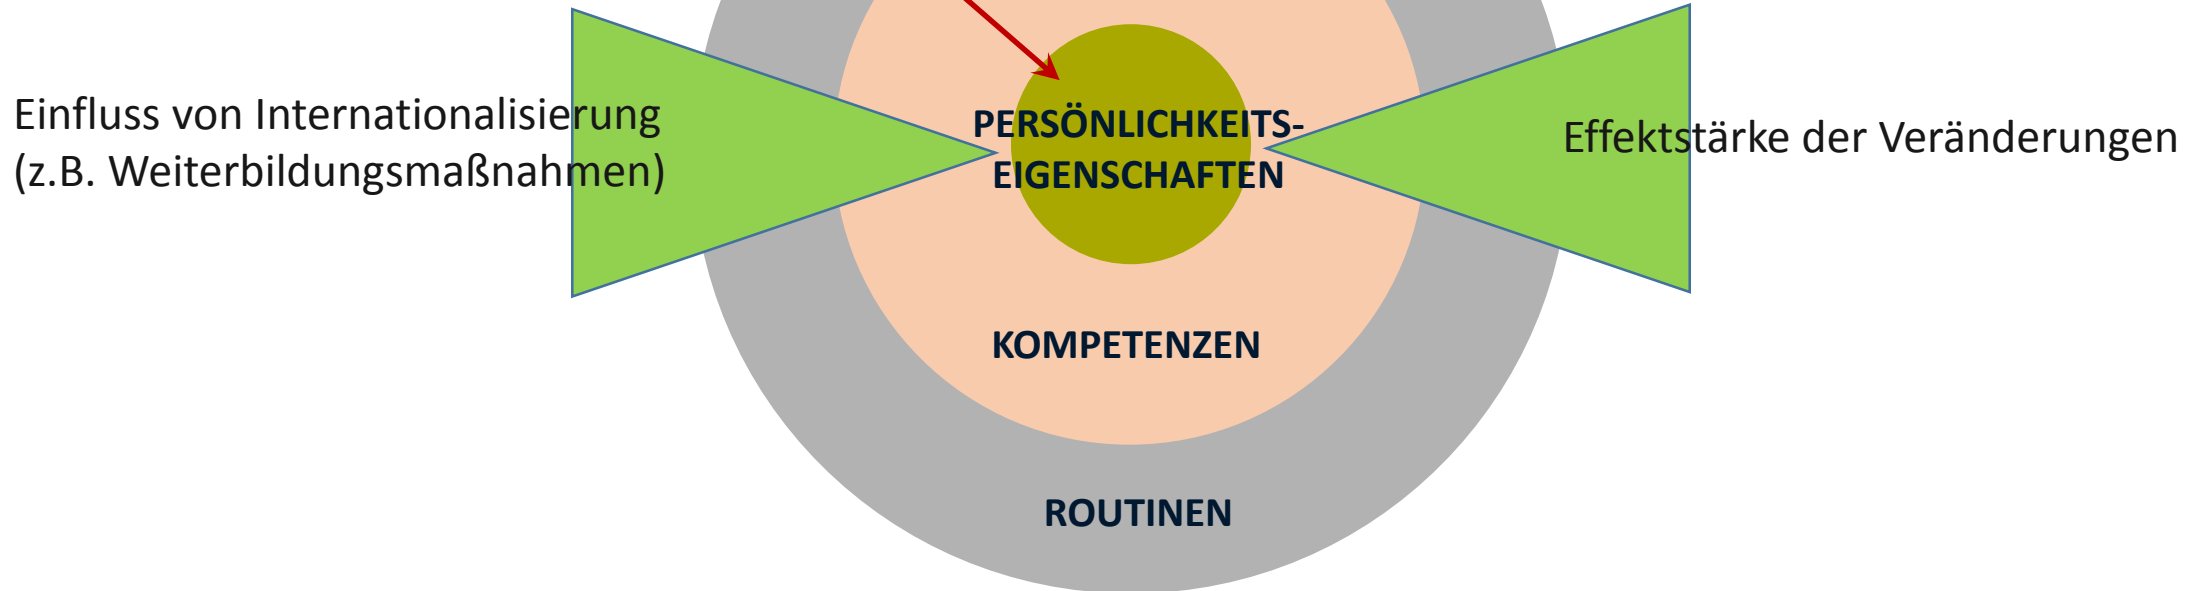 Einfluss von Internationalisierung
(z.B. Weiterbildungsmaßnahmen)
PERSÖNLICHKEITS-
EIGENSCHAFTEN
Effektstärke der Veränderungen
KOMPETENZEN
ROUTINEN